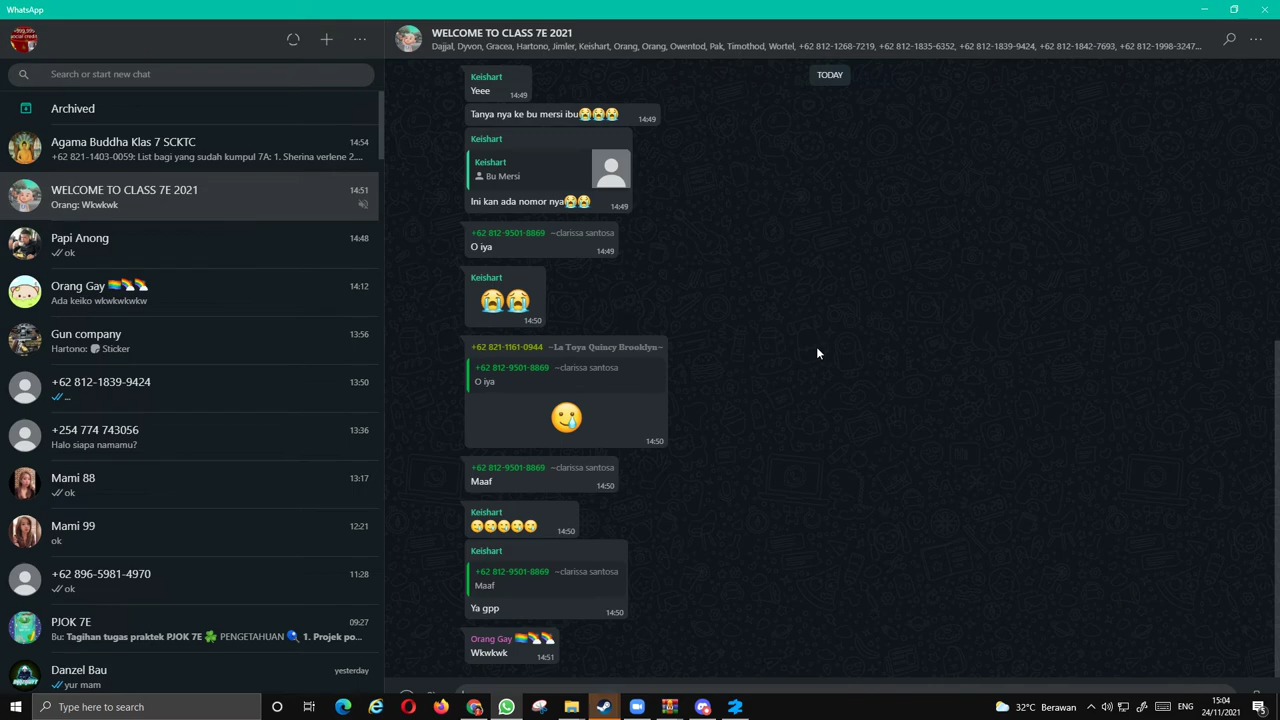 WhatsApp
Search or start new chat
Archived
Agama Buddha Klas 7 SCKTC
14:54
+62 821-1403-0059: List bagi yang sudah kumpul 7A: 1. Sherina verlene 2....
WELCOME TO CLASS 7E 2021
14:51
Orang: Wkwkwk
Papi Anong
14:48
ok
Orang Gay 🏳️‍🌈🏳️‍🌈🏳️‍🌈
14:12
Ada keiko wkwkwkwkw
Gun company
13:56
Hartono: Sticker
+62 812-1839-9424
13:50
...
+254 774 743056
13:36
Halo siapa namamu?
Mami 88
13:17
ok
Mami 99
12:21
ok
+62 896-5981-4970
11:28
ok
PJOK 7E
09:27
Bu: Tagihan tugas praktek PJOK 7E ☘️ PENGETAHUAN 🏓 1. Projek po...
Danzel Bau
yesterday
yur mam
WELCOME TO CLASS 7E 2021
Dajjal, Dyvon, Gracea, Hartono, Jimler, Keishart, Orang, Orang, Owentod, Pak, Timothod, Wortel, +62 812-1268-7219, +62 812-1835-6352, +62 812-1839-9424, +62 812-1842-7693, +62 812-1998-3247...
TODAY
Keishart
Yeee
14:49
Tanya nya ke bu mersi ibu😭😭😭
14:49
Keishart
Keishart
Bu Mersi
Ini kan ada nomor nya😭😭
14:49
+62 812-9501-8869 ~clarissa santosa
O iya
14:49
Keishart
😭😭
14:50
+62 821-1161-0944 ~La Toya Quincy Brooklyn~
+62 812-9501-8869 ~clarissa santosa
O iya
🥲
14:50
+62 812-9501-8869 ~clarissa santosa
Maaf
14:50
Keishart
🥲🥲🥲🥲🥲
14:50
Keishart
+62 812-9501-8869 ~clarissa santosa
Maaf
Ya gpp
14:50
Orang Gay 🏳️‍🌈🏳️‍🌈🏳️‍🌈
Wkwkwk
14:51
Type here to search
32°C Berawan
ENG
15:04
24/11/2021